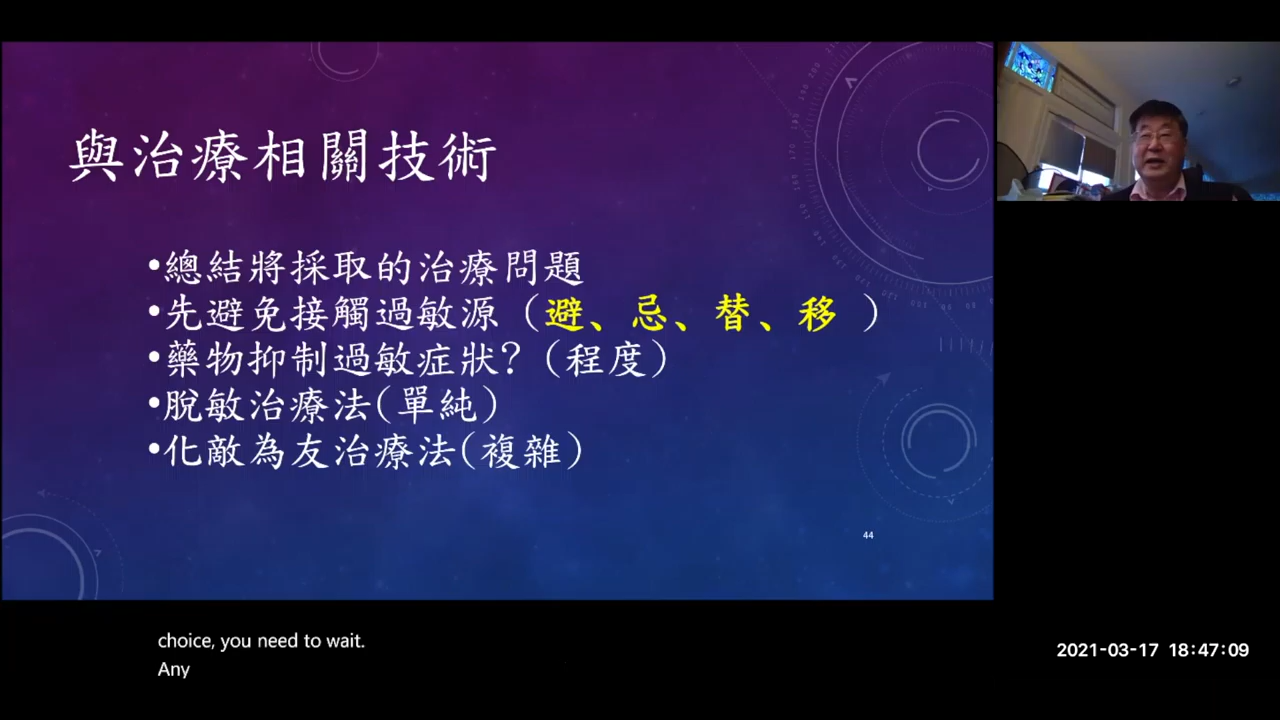 與治療相關技術
•總結將採取的治療問題
•先避免接觸過敏源（避、忌、替、移 ）
•藥物抑制過敏症狀?（程度）
•脫敏治療法(單純)
•化敵為友治療法(複雜)
44
choice, you need to wait.
Any
2021-03-17 18:47:09